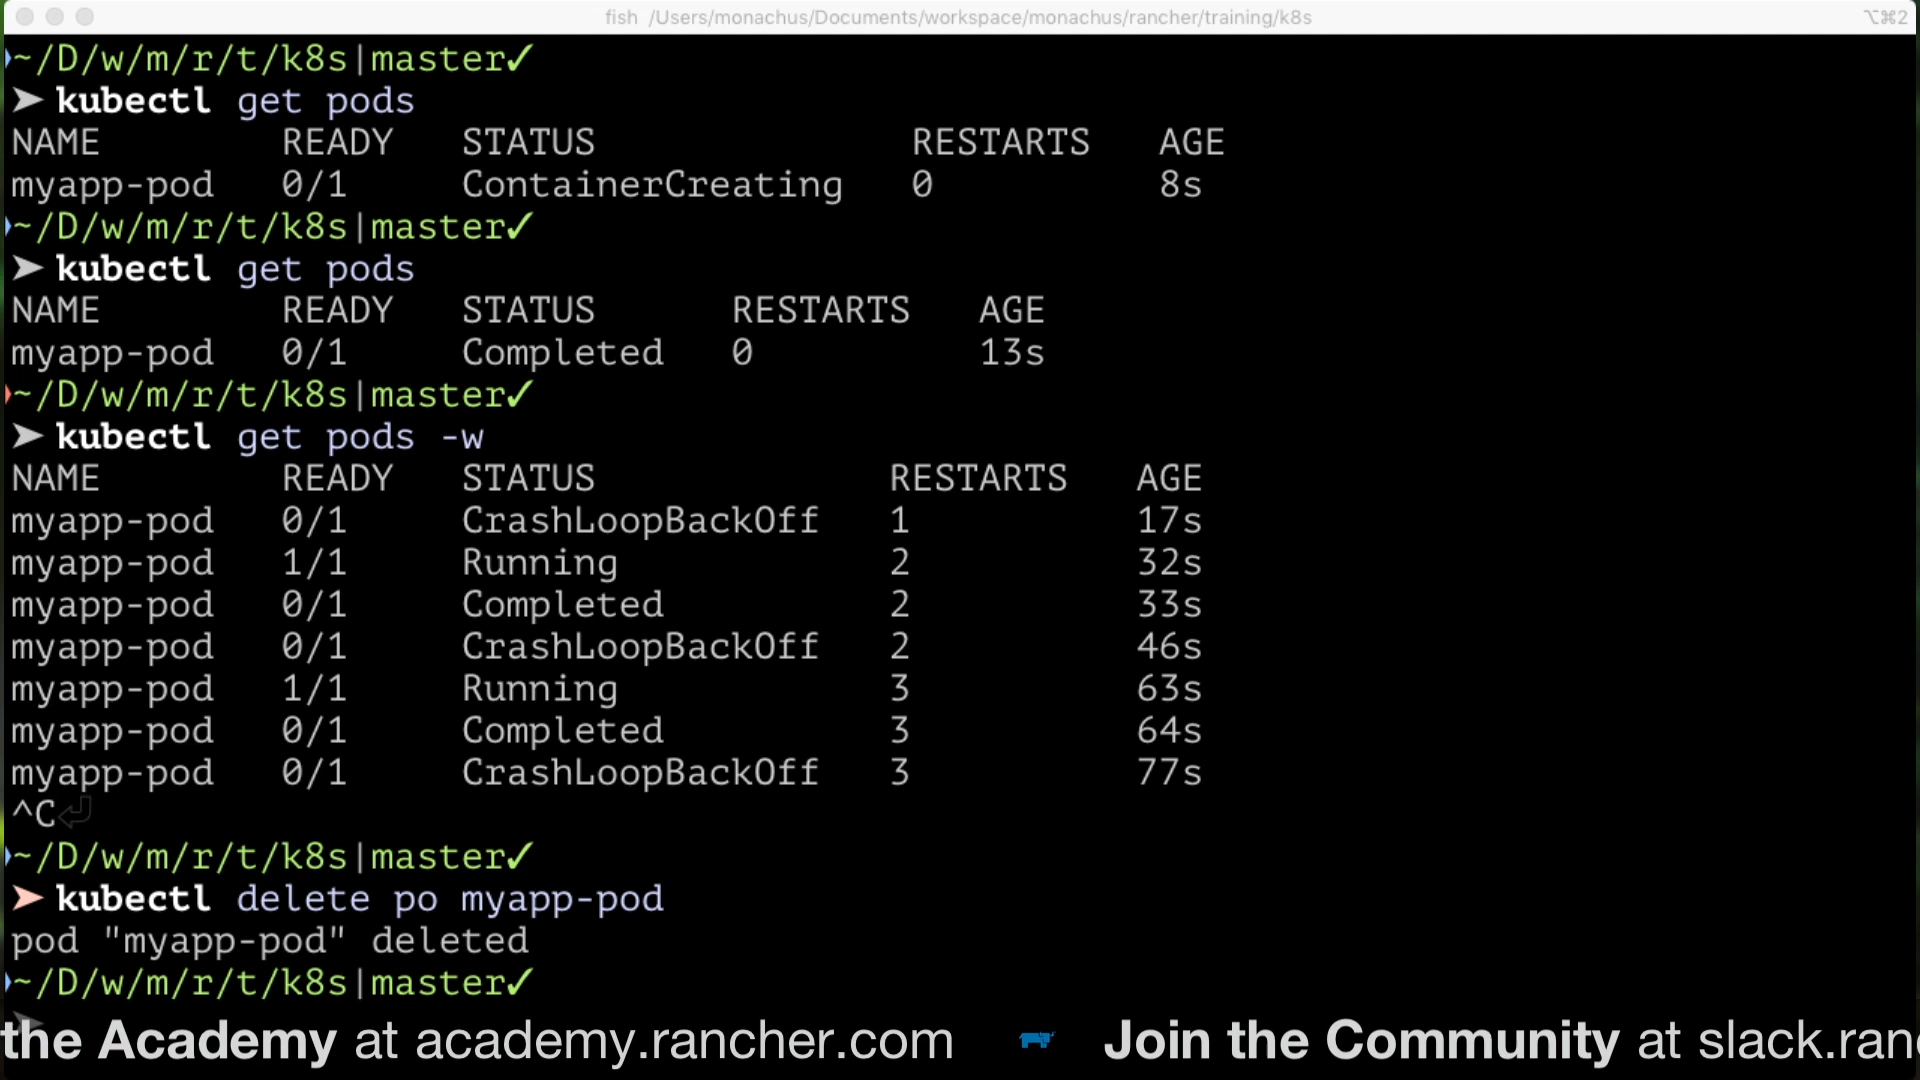 fish /Users/monachus/Documents/workspace/monachus/rancher/training/k8s ⌥⌘2
~/D/w/m/r/t/k8s|master✓
➤ kubectl get pods
NAME READY STATUS RESTARTS AGE
myapp-pod 0/1 ContainerCreating 0 8s
~/D/w/m/r/t/k8s|master✓
➤ kubectl get pods
NAME READY STATUS RESTARTS AGE
myapp-pod 0/1 Completed 0 13s
~/D/w/m/r/t/k8s|master✓
➤ kubectl get pods -w
NAME READY STATUS RESTARTS AGE
myapp-pod 0/1 CrashLoopBackOff 1 17s
myapp-pod 1/1 Running 2 32s
myapp-pod 0/1 Completed 2 33s
myapp-pod 0/1 CrashLoopBackOff 2 46s
myapp-pod 1/1 Running 3 63s
myapp-pod 0/1 Completed 3 64s
myapp-pod 0/1 CrashLoopBackOff 3 77s
^C⏎
~/D/w/m/r/t/k8s|master✓
➤ kubectl delete po myapp-pod
pod "myapp-pod" deleted
~/D/w/m/r/t/k8s|master✓
➤
the Academy at academy.rancher.com Join the Community at slack.ran